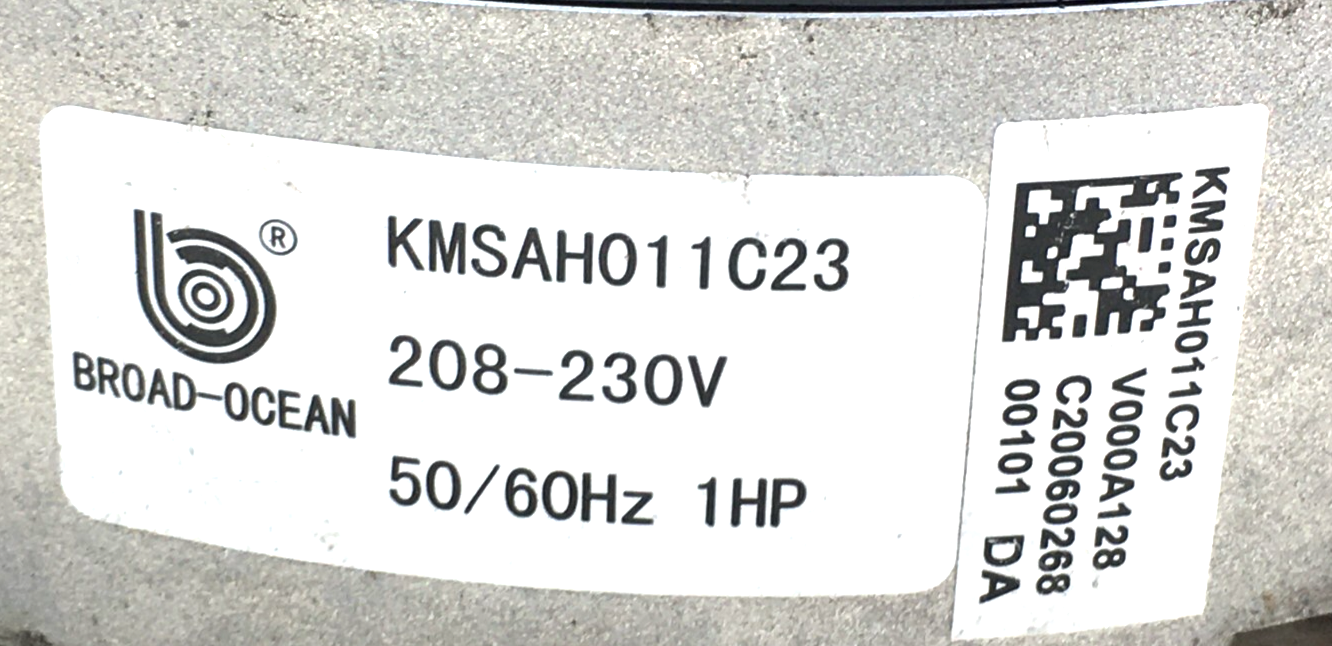 BROAD-OCEAN
®
KMSAH011C23
208-230V
50/60Hz 1HP
KMSAH011C23
V000A128
C20060268
00101 DA